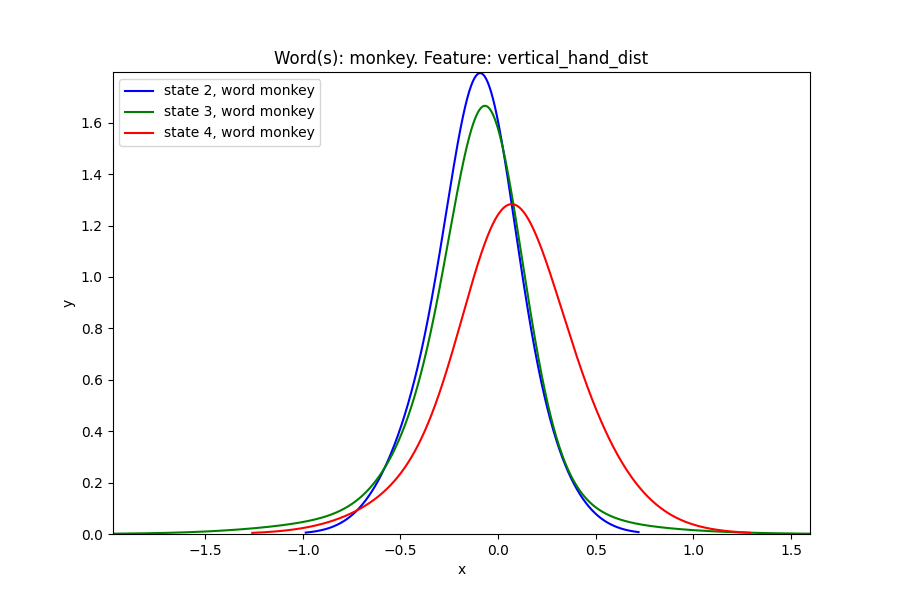 Word(s): monkey. Feature: vertical_hand_dist
state 2, word monkey
state 3, word monkey
state 4, word monkey
y
1.6
1.4
1.2
1.0
0.8
0.6
0.4
0.2
0.0
−1.5 −1.0 −0.5 0.0 0.5 1.0 1.5
x